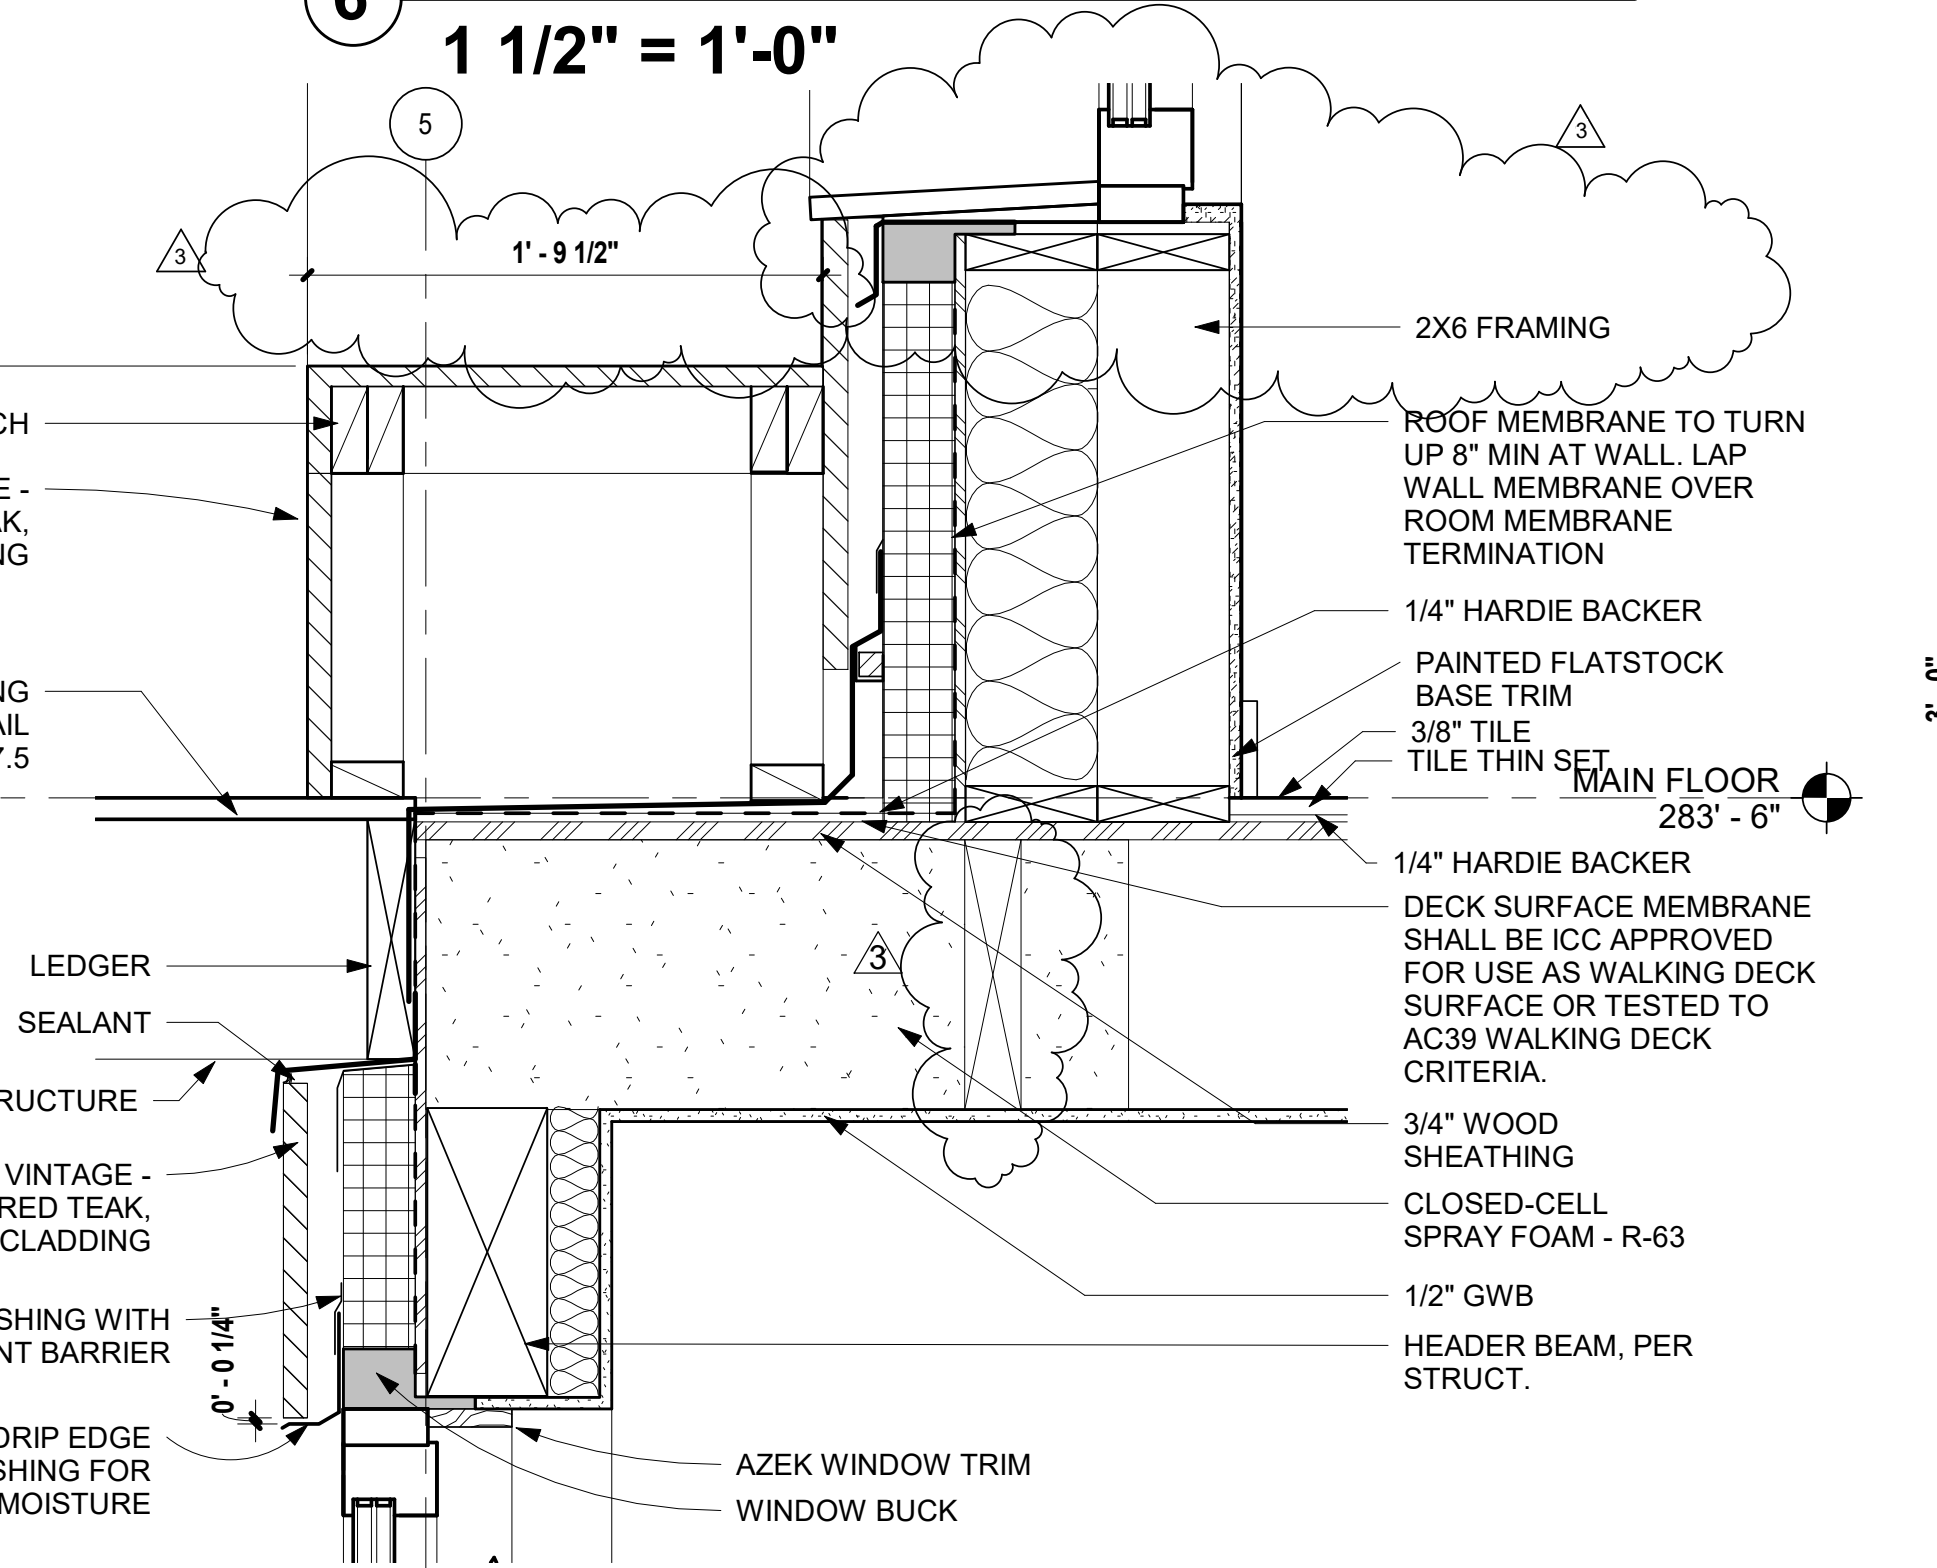 6
1 1/2" = 1'-0"
5
3
3
1' - 9 1/2"
2X6 FRAMING
CH
E -
AK,
NG
NG
AIL
7.5
ROOF MEMBRANE TO TURN
UP 8" MIN AT WALL. LAP
WALL MEMBRANE OVER
ROOM MEMBRANE
TERMINATION
1/4" HARDIE BACKER
PAINTED FLATSTOCK
BASE TRIM
3/8" TILE
TILE THIN SET
MAIN FLOOR
283' - 6"
1/4" HARDIE BACKER
DECK SURFACE MEMBRANE
SHALL BE ICC APPROVED
FOR USE AS WALKING DECK
SURFACE OR TESTED TO
AC39 WALKING DECK
CRITERIA.
3/4" WOOD
SHEATHING
CLOSED-CELL
SPRAY FOAM - R-63
1/2" GWB
HEADER BEAM, PER
STRUCT.
3
LEDGER
SEALANT
RUCTURE
VINTAGE -
RED TEAK,
CLADDING
SHING WITH
NT BARRIER
0' - 0 1/4"
DRIP EDGE
SHING FOR
MOISTURE
AZEK WINDOW TRIM
WINDOW BUCK